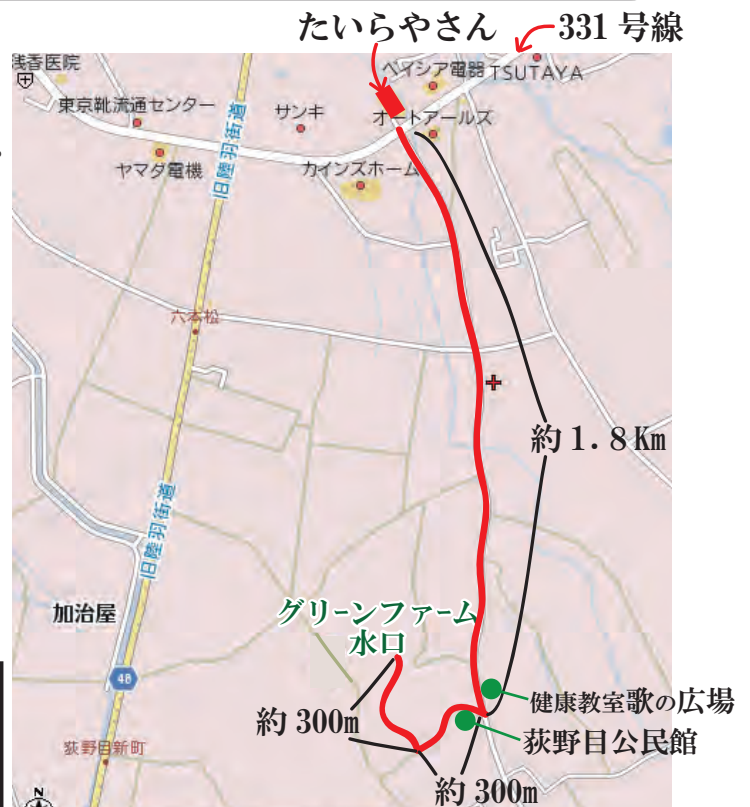 たいらやさん
331号線
浅香医院
ベイシア電器
TSUTAYA
東京靴流通センター
サンキ
オートアールズ
ヤマダ電機
旧陸羽街道
カインズホーム
六本松
約1.8Km
旧陸羽街道
加治屋
グリーンファーム
水口
48
健康教室歌の広場
約300m
荻野目公民館
荻野目新町
約300m
N